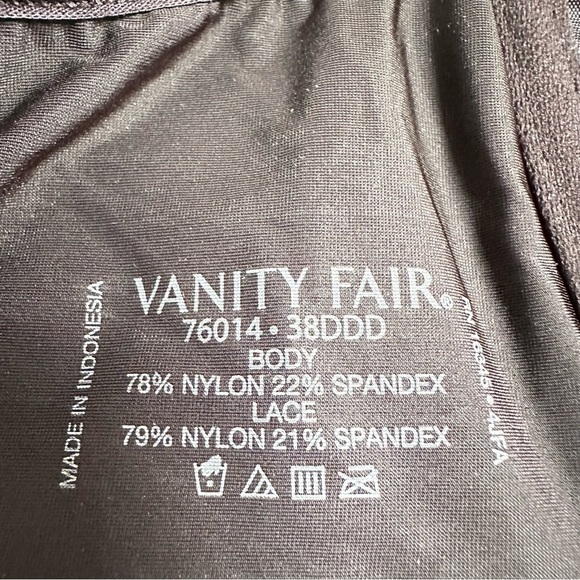 VANITY FAIR®
76014 • 38DDD
BODY
78% NYLON 22% SPANDEX
LACE
79% NYLON 21% SPANDEX
MADE IN INDONESIA